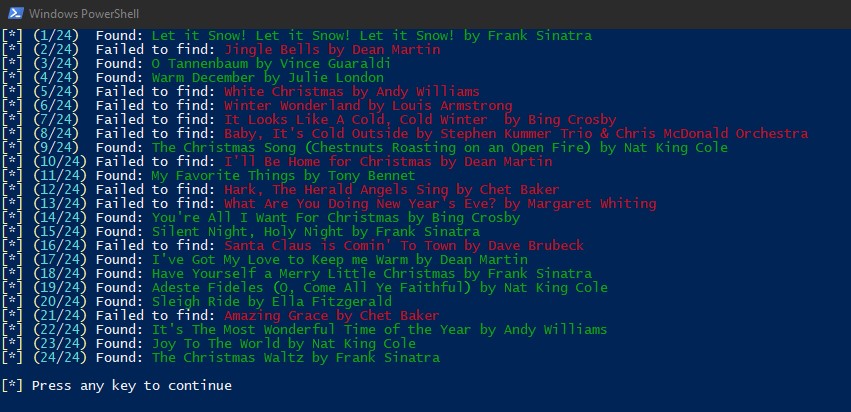 Windows PowerShell
[*] (1/24)  Found: Let it Snow! Let it Snow! Let it Snow! by Frank Sinatra
[*] (2/24)  Failed to find: Jingle Bells by Dean Martin
[*] (3/24)  Found: O Tannenbaum by Vince Guaraldi
[*] (4/24)  Found: Warm December by Julie London
[*] (5/24)  Failed to find: White Christmas by Andy Williams
[*] (6/24)  Failed to find: Winter Wonderland by Louis Armstrong
[*] (7/24)  Failed to find: It Looks Like A Cold, Cold Winter  by Bing Crosby
[*] (8/24)  Failed to find: Baby, It's Cold Outside by Stephen Kummer Trio & Chris McDonald Orchestra
[*] (9/24)  Found: The Christmas Song (Chestnuts Roasting on an Open Fire) by Nat King Cole
[*] (10/24) Failed to find: I'll Be Home for Christmas by Dean Martin
[*] (11/24) Found: My Favorite Things by Tony Bennet
[*] (12/24) Failed to find: Hark, The Herald Angels Sing by Chet Baker
[*] (13/24) Failed to find: What Are You Doing New Year's Eve? by Margaret Whiting
[*] (14/24) Found: You're All I Want For Christmas by Bing Crosby
[*] (15/24) Found: Silent Night, Holy Night by Frank Sinatra
[*] (16/24) Failed to find: Santa Claus is Comin' To Town by Dave Brubeck
[*] (17/24) Found: I've Got My Love to Keep me Warm by Dean Martin
[*] (18/24) Found: Have Yourself a Merry Little Christmas by Frank Sinatra
[*] (19/24) Found: Adeste Fideles (O, Come All Ye Faithful) by Nat King Cole
[*] (20/24) Found: Sleigh Ride by Ella Fitzgerald
[*] (21/24) Failed to find: Amazing Grace by Chet Baker
[*] (22/24) Found: It's The Most Wonderful Time of the Year by Andy Williams
[*] (23/24) Found: Joy To The World by Nat King Cole
[*] (24/24) Found: The Christmas Waltz by Frank Sinatra
[*] Press any key to continue